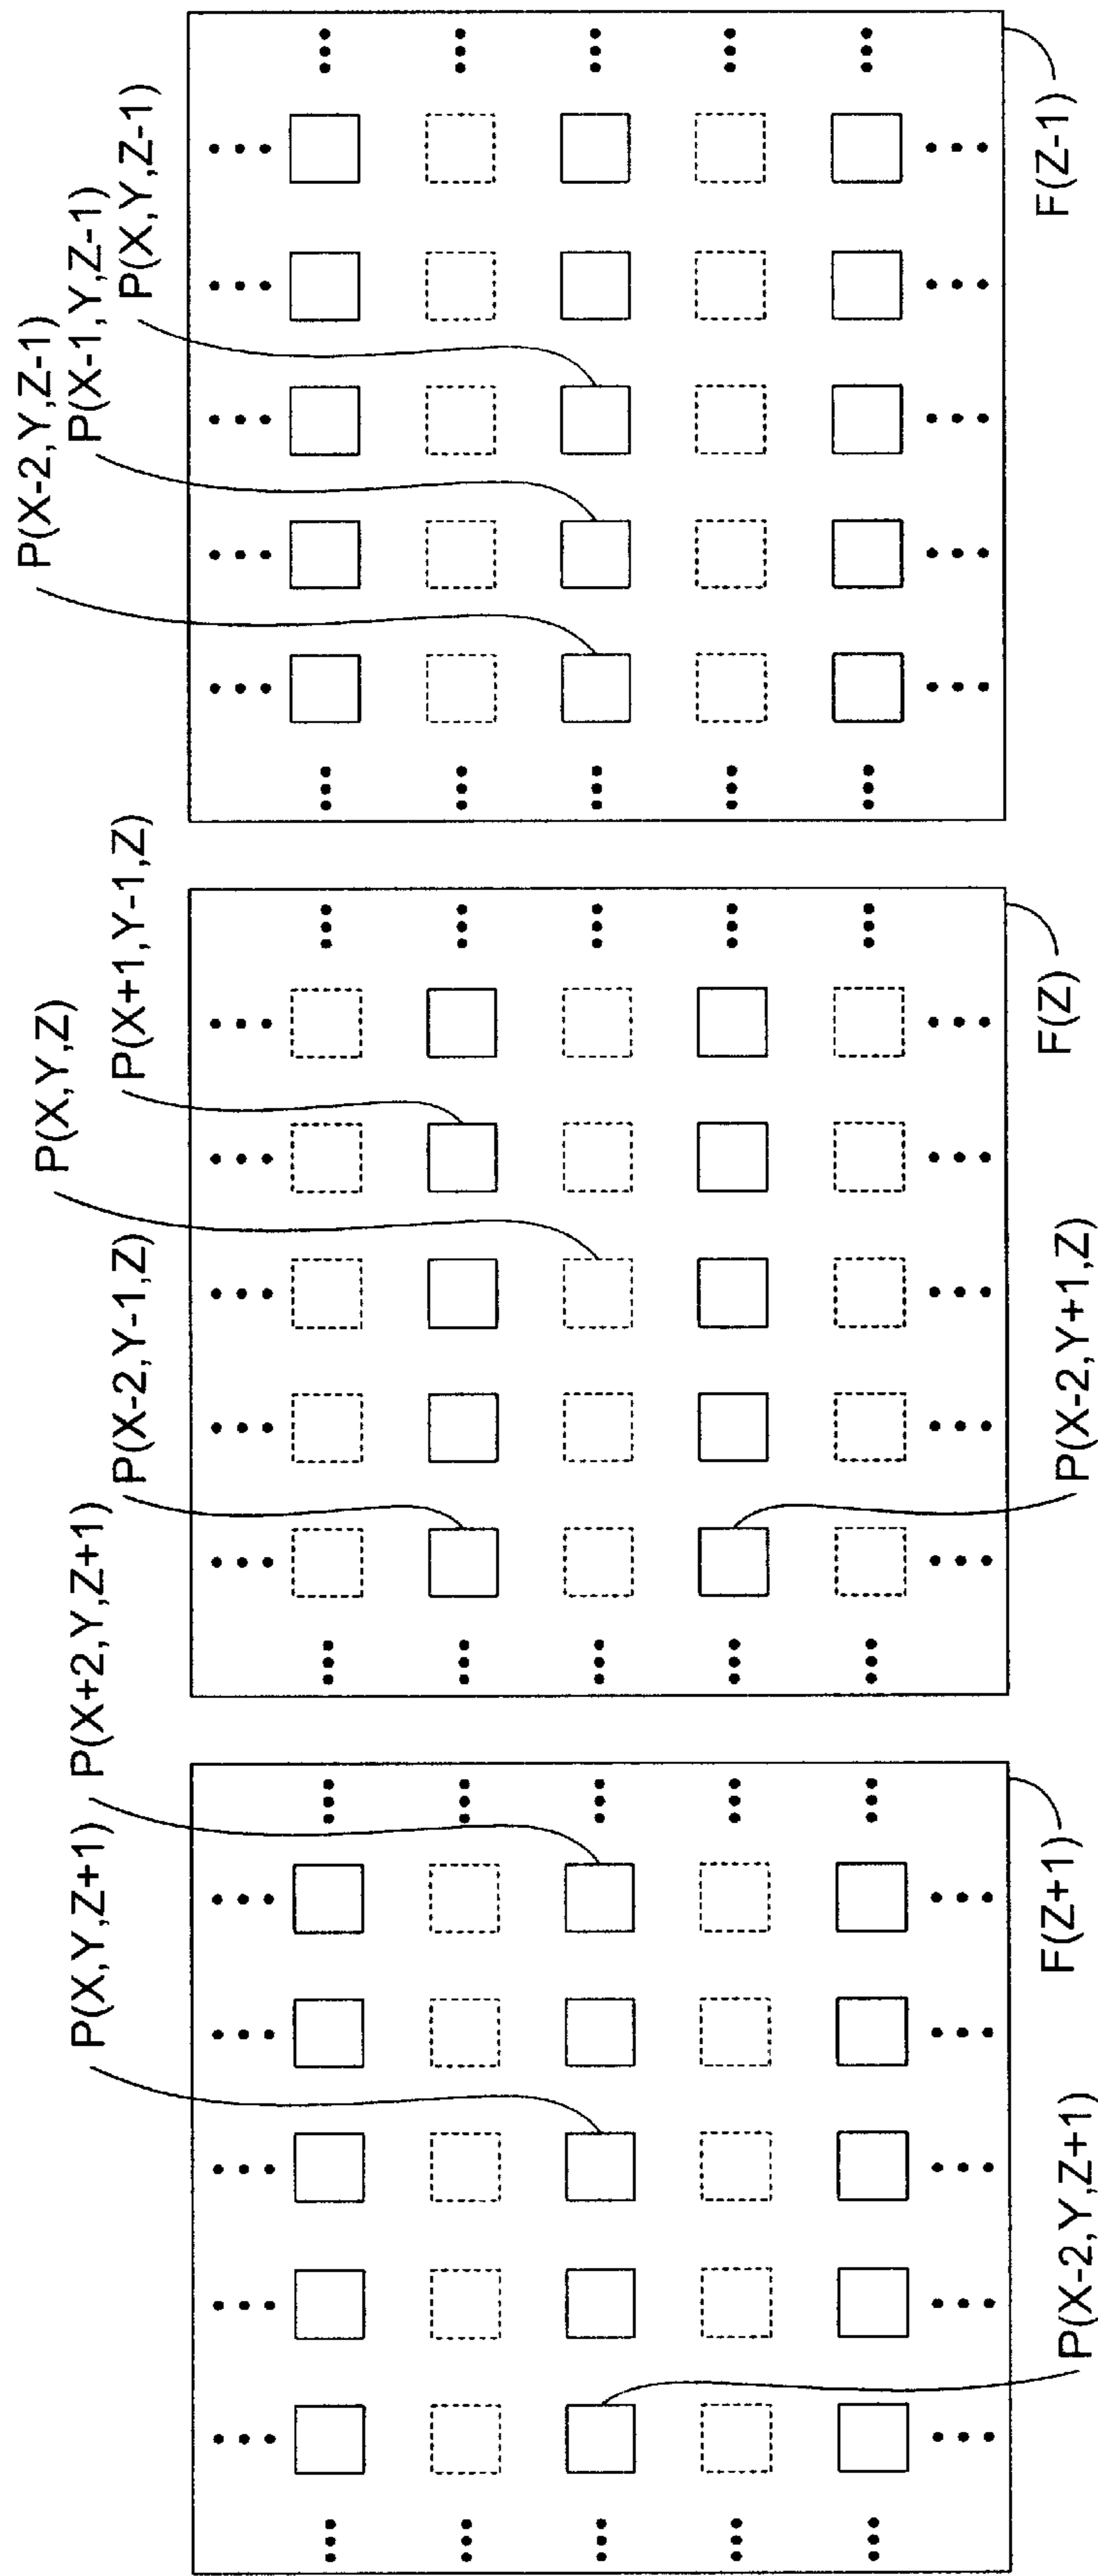 P(X-2,Y,Z-1)
P(X-1,Y,Z-1)
P(X,Y,Z-1)
F(Z-1)
P(X,Y,Z)
P(X+1,Y-1,Z)
P(X-2,Y-1,Z)
P(X-2,Y+1,Z)
F(Z)
P(X,Y,Z+1)
P(X+2,Y,Z+1)
P(X-2,Y,Z+1)
F(Z+1)